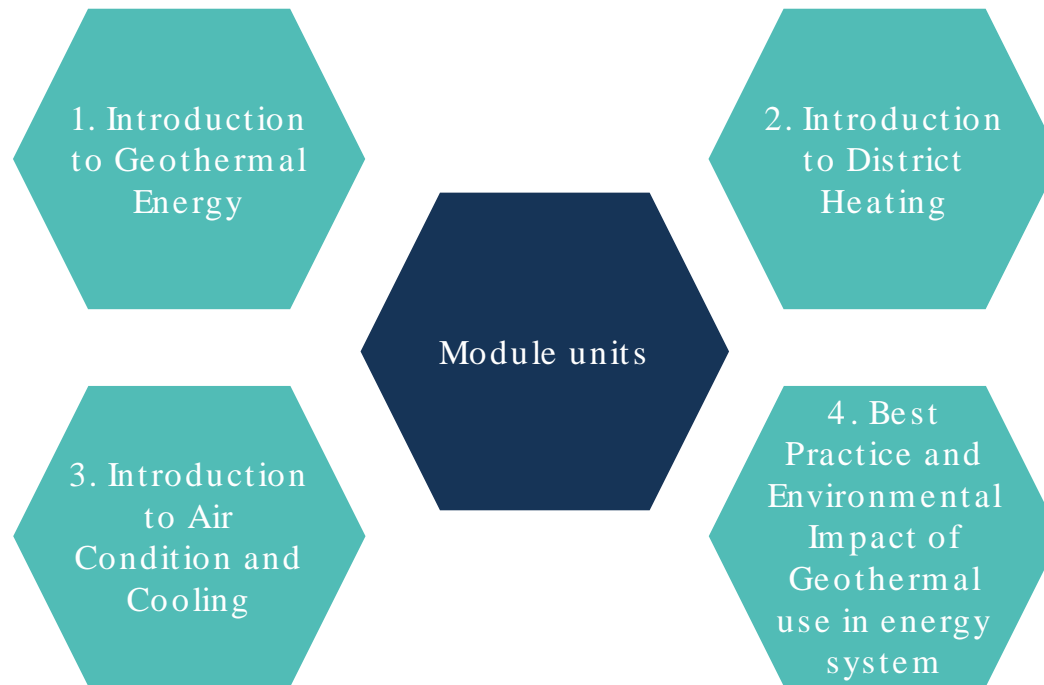 1. Introduction
to Geothermal
Energy
2. Introduction
to District
Heating
Module units
3. Introduction
to Air
Condition and
Cooling
4. Best
Practice and
Environmental
Impact of
Geothermal
use in energy
system